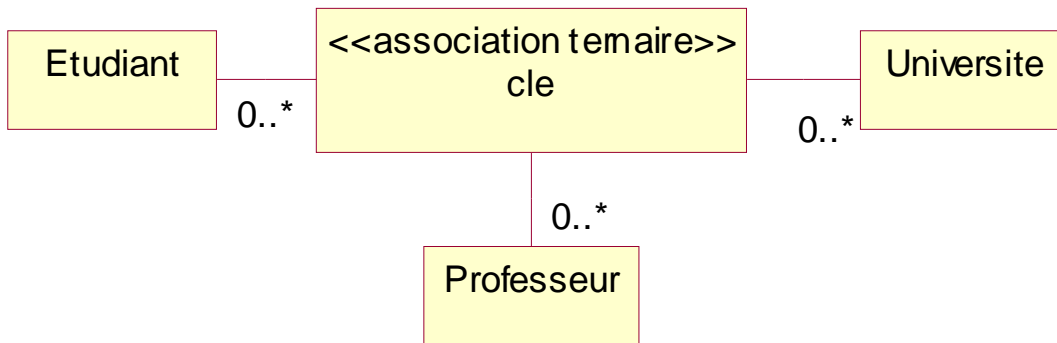 <<association ternaire>>
cle
Etudiant
Universite
0..*
0..*
0..*
Professeur